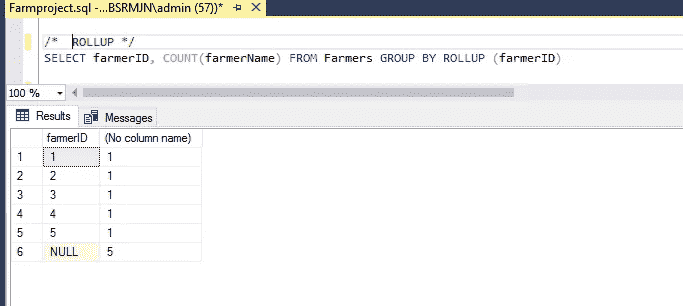 Farmproject.sql -...BSRMJN\admin (57))*
/* ROLLUP */
SELECT farmerID, COUNT(farmerName) FROM Farmers GROUP BY ROLLUP (farmerID)
100 %
Results Messages
farmerID (No column name)
1 1 1
2 2 1
3 3 1
4 4 1
5 5 1
6 NULL 5